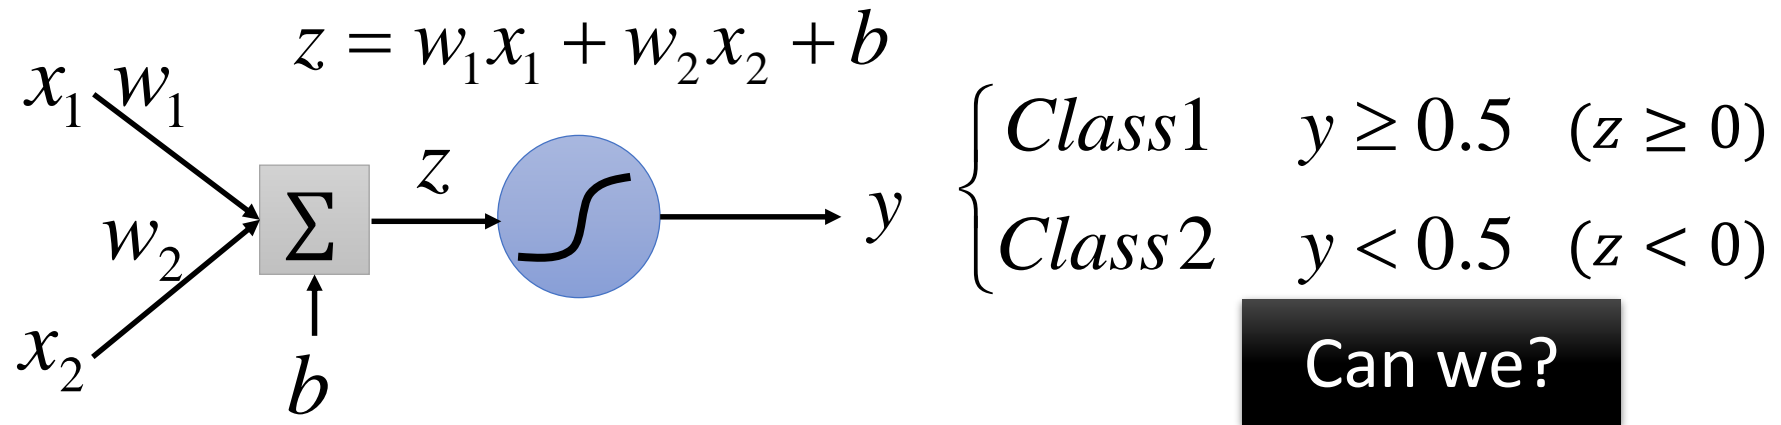 z = w₁x₁ + w₂x₂ + b
x₁ w₁
w₂
x₂
Σ
b
z
y
Class1 y ≥ 0.5 (z ≥ 0)
Class2 y < 0.5 (z < 0)
Can we?